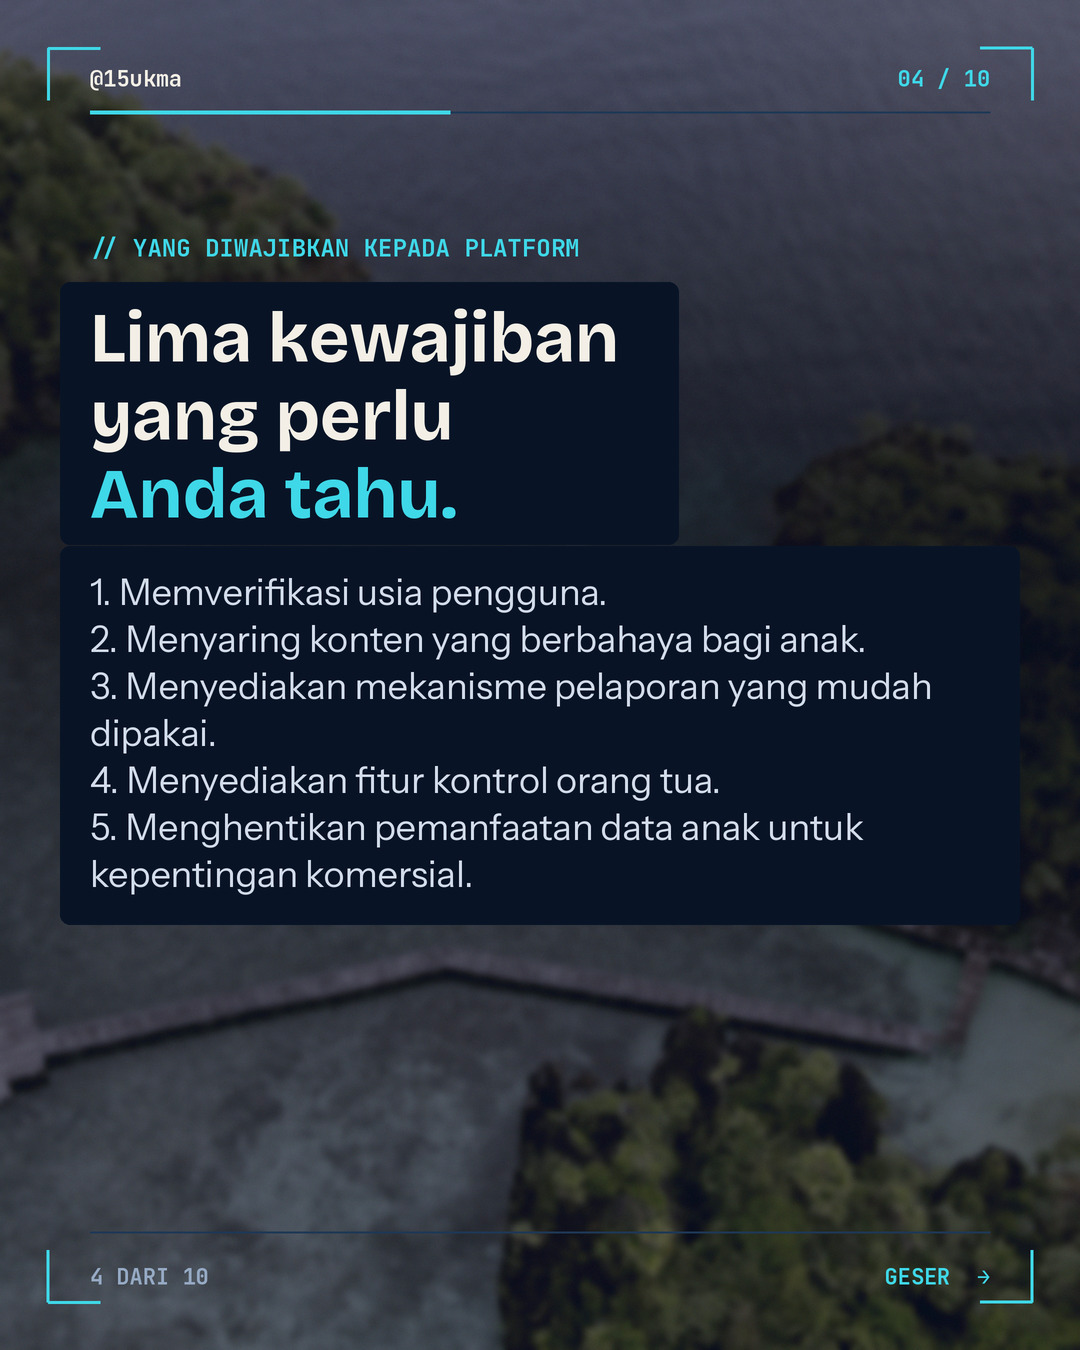 @15ukma
04 / 10
// YANG DIWAJIBKAN KEPADA PLATFORM
Lima kewajiban
yang perlu
Anda tahu.
1. Memverifikasi usia pengguna.
2. Menyaring konten yang berbahaya bagi anak.
3. Menyediakan mekanisme pelaporan yang mudah
dipakai.
4. Menyediakan fitur kontrol orang tua.
5. Menghentikan pemanfaatan data anak untuk
kepentingan komersial.
4 DARI 10
GESER →